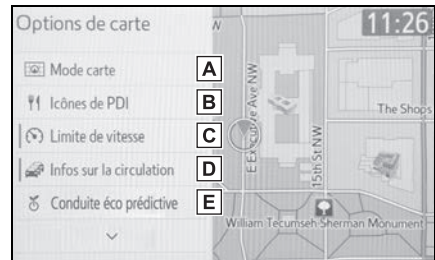 Options de carte
W
11:26
Mode carte
A
Icônes de PDI
B
Limite de vitesse
C
Infos sur la circulation
D
Conduite éco prédictive
E
E Executive Ave NW
15th St NW
The Shops
William Tecumseh Sherman Monument